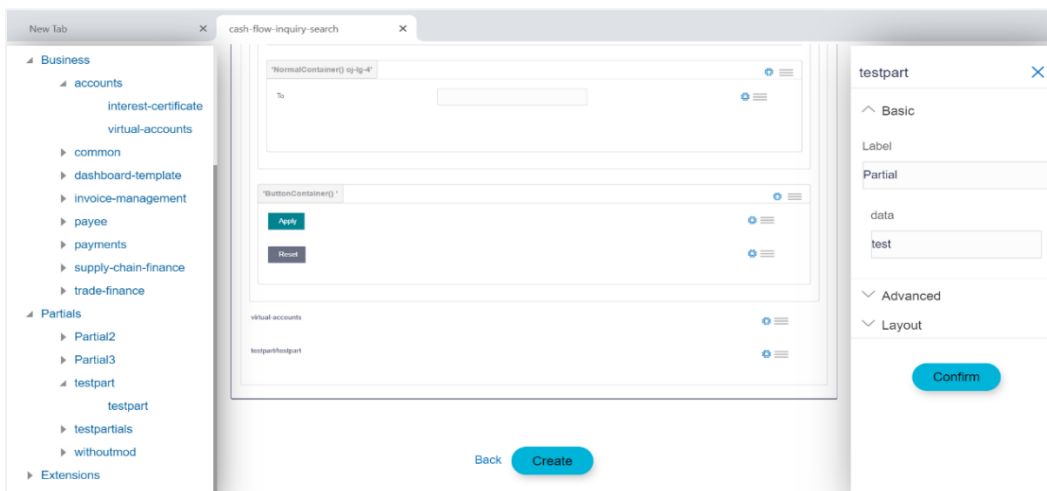 New Tab
cash-flow-inquiry-search
Business
accounts
interest-certificate
virtual-accounts
common
dashboard-template
invoice-management
payee
payments
supply-chain-finance
trade-finance
Partials
Partial2
Partial3
testpart
testpart
testpartials
withoutmod
Extensions
'NormalContainer() oj-lg-4'
To
'ButtonContainer() '
Apply
Reset
virtual-accounts
testpart/testpart
Back
Create
testpart
Basic
Label
Partial
data
test
Advanced
Layout
Confirm